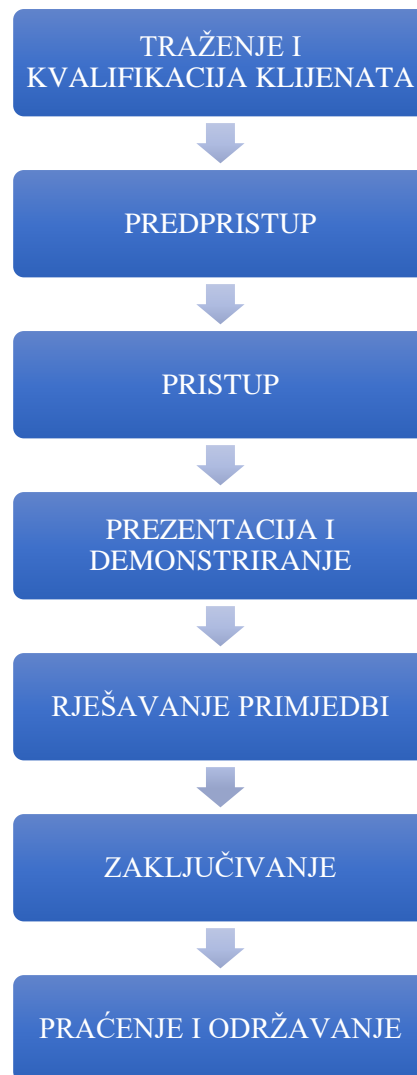 TRAŽENJE I
KVALIFIKACIJA KLIJENATA
PREDPRISTUP
PRISTUP
PREZENTACIJA I
DEMONSTRIRANJE
RJEŠAVANJE PRIMJEDBI
ZAKLJUČIVANJE
PRAĆENJE I ODRŽAVANJE